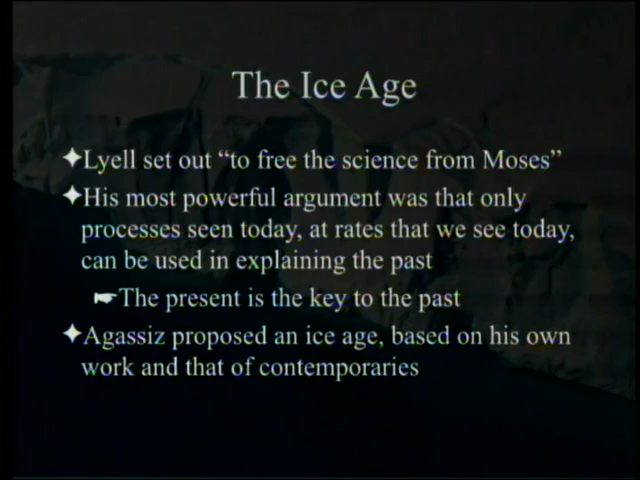 The Ice Age
Lyell set out “to free the science from Moses”
His most powerful argument was that only
processes seen today, at rates that we see today,
can be used in explaining the past
The present is the key to the past
Agassiz proposed an ice age, based on his own
work and that of contemporaries